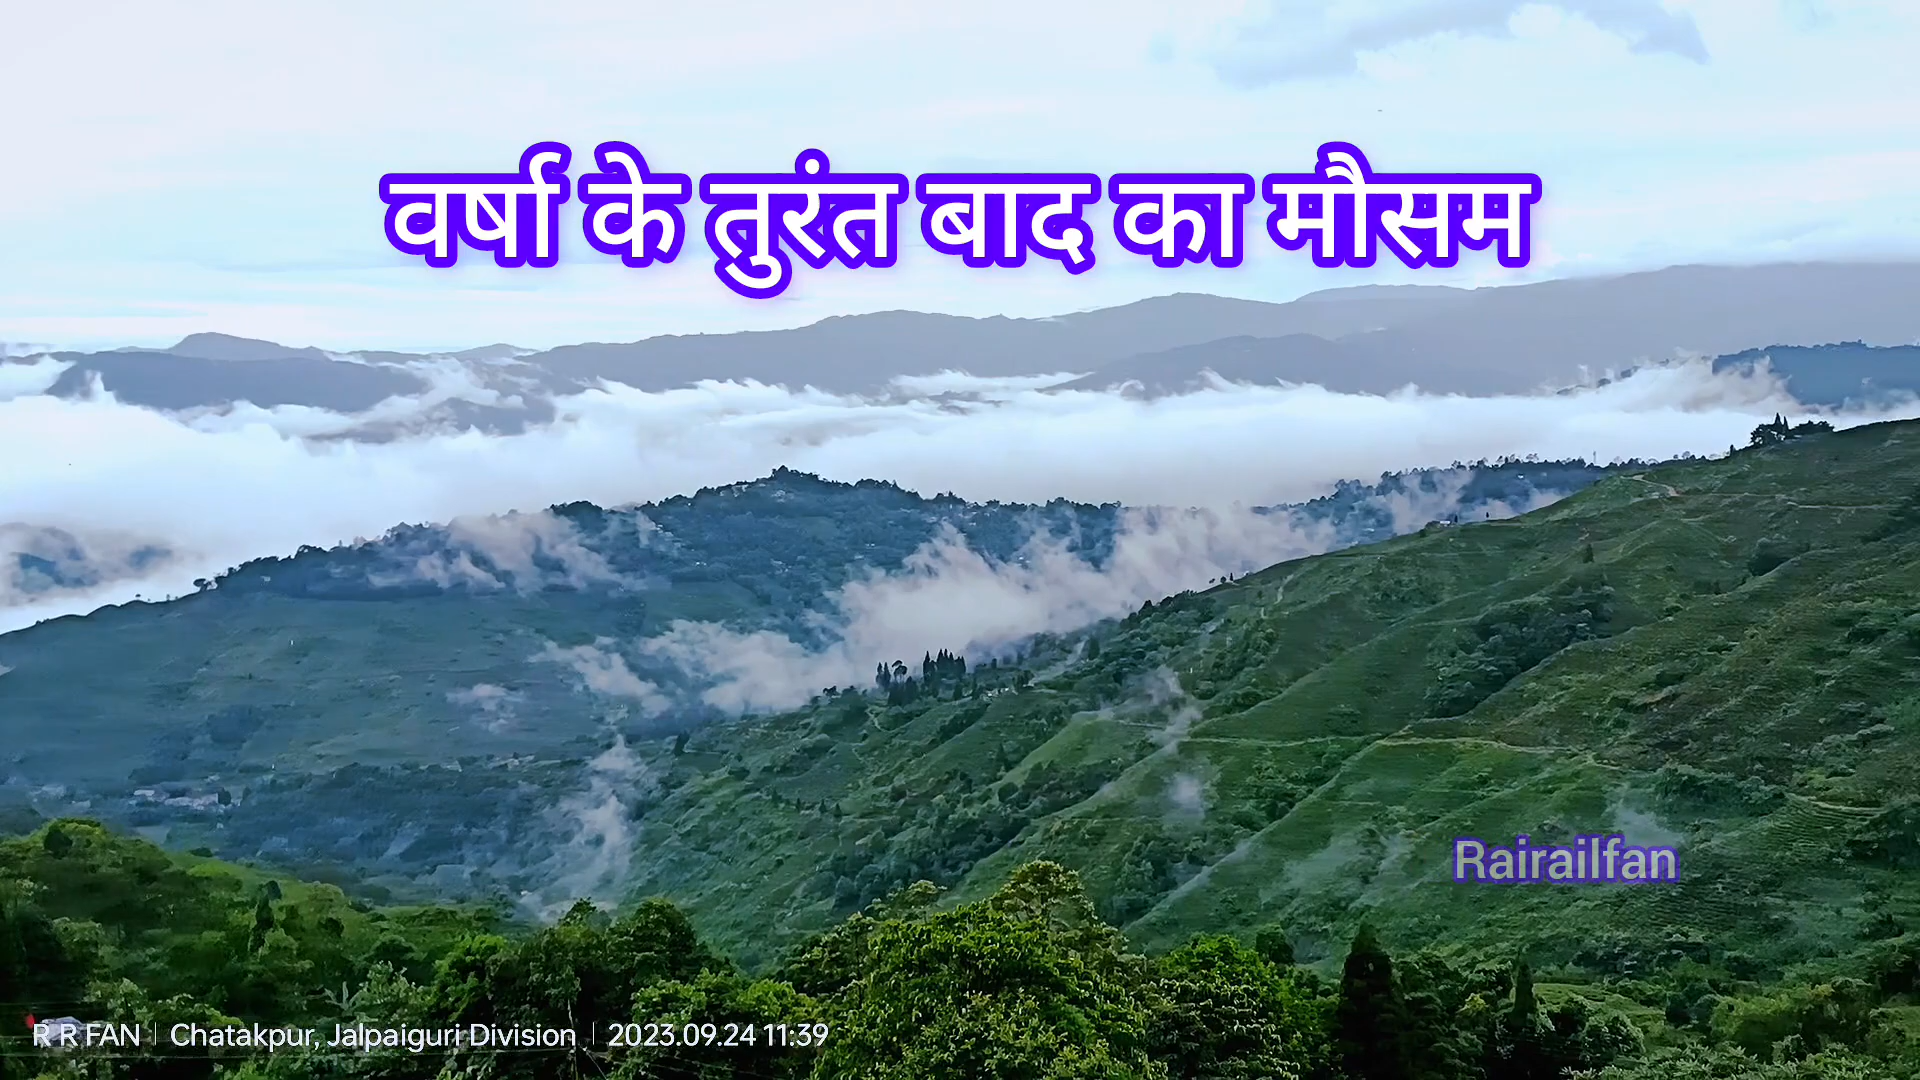 वर्षा के तुरंत बाद का मौसम
Rairailfan
R R FAN | Chatakpur, Jalpaiguri Division | 2023.09.24 11:39